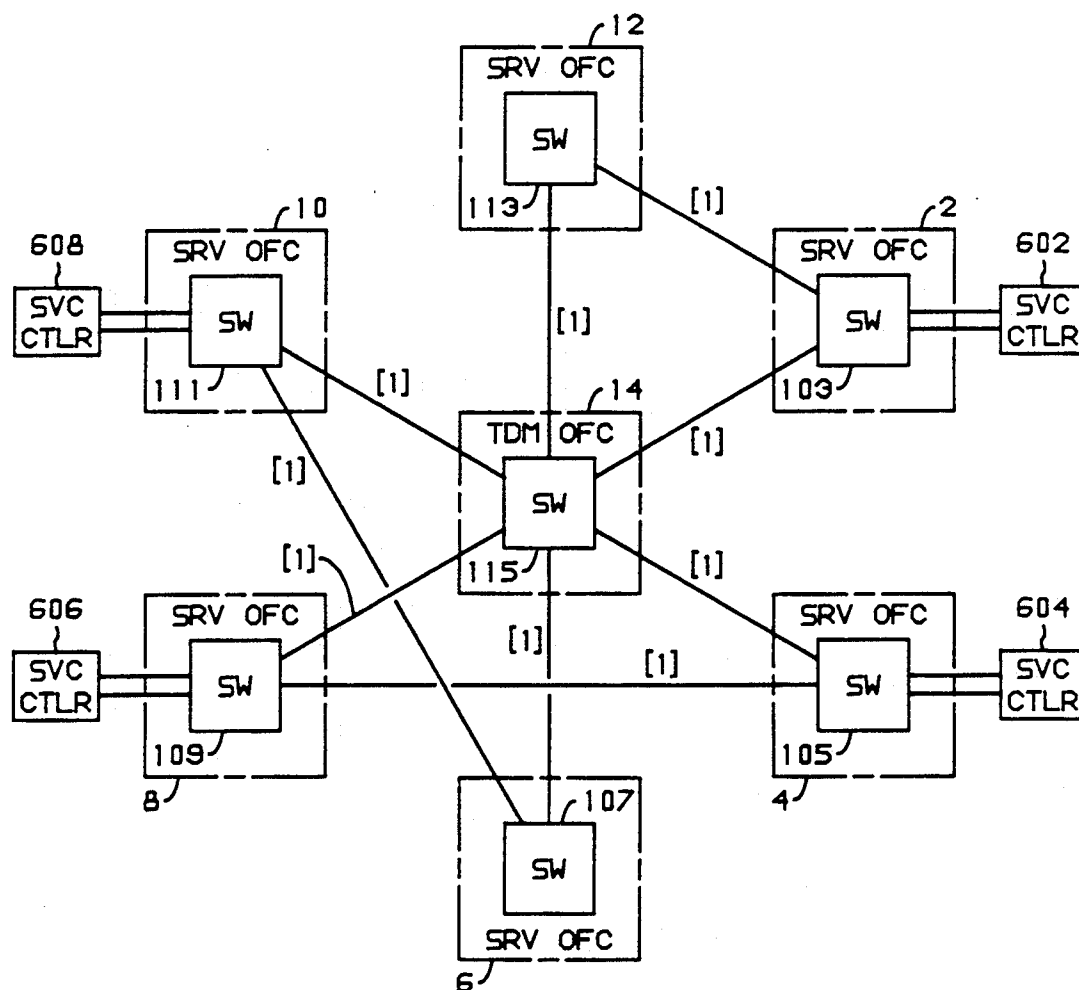 12
SRV OFC
SW
113
[1]
10
608
SRV OFC
SVC
CTLR
SW
111
2
602
SRV OFC
SW
SVC
CTLR
103
[1]
[1]
14
TDM OFC
[1]
[1]
SW
115
[1]
[1]
606
SRV OFC
SVC
CTLR
SW
109
8
[1]
[1]
604
SRV OFC
SW
SVC
CTLR
105
4
107
SW
SRV OFC
6